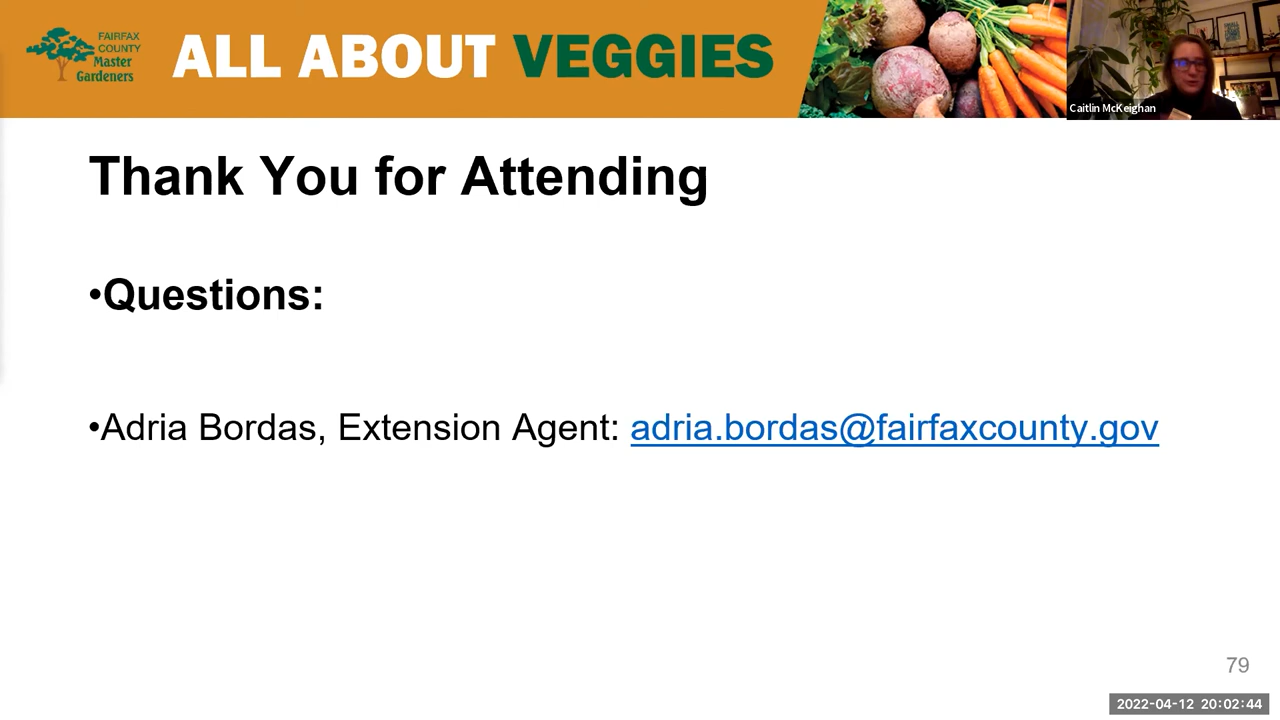 FAIRFAX
COUNTY
Master
Gardeners
ALL ABOUT VEGGIES
Caitlin McKeighan
Thank You for Attending
•Questions:
•Adria Bordas, Extension Agent: adria.bordas@fairfaxcounty.gov
79
2022-04-12 20:02:44